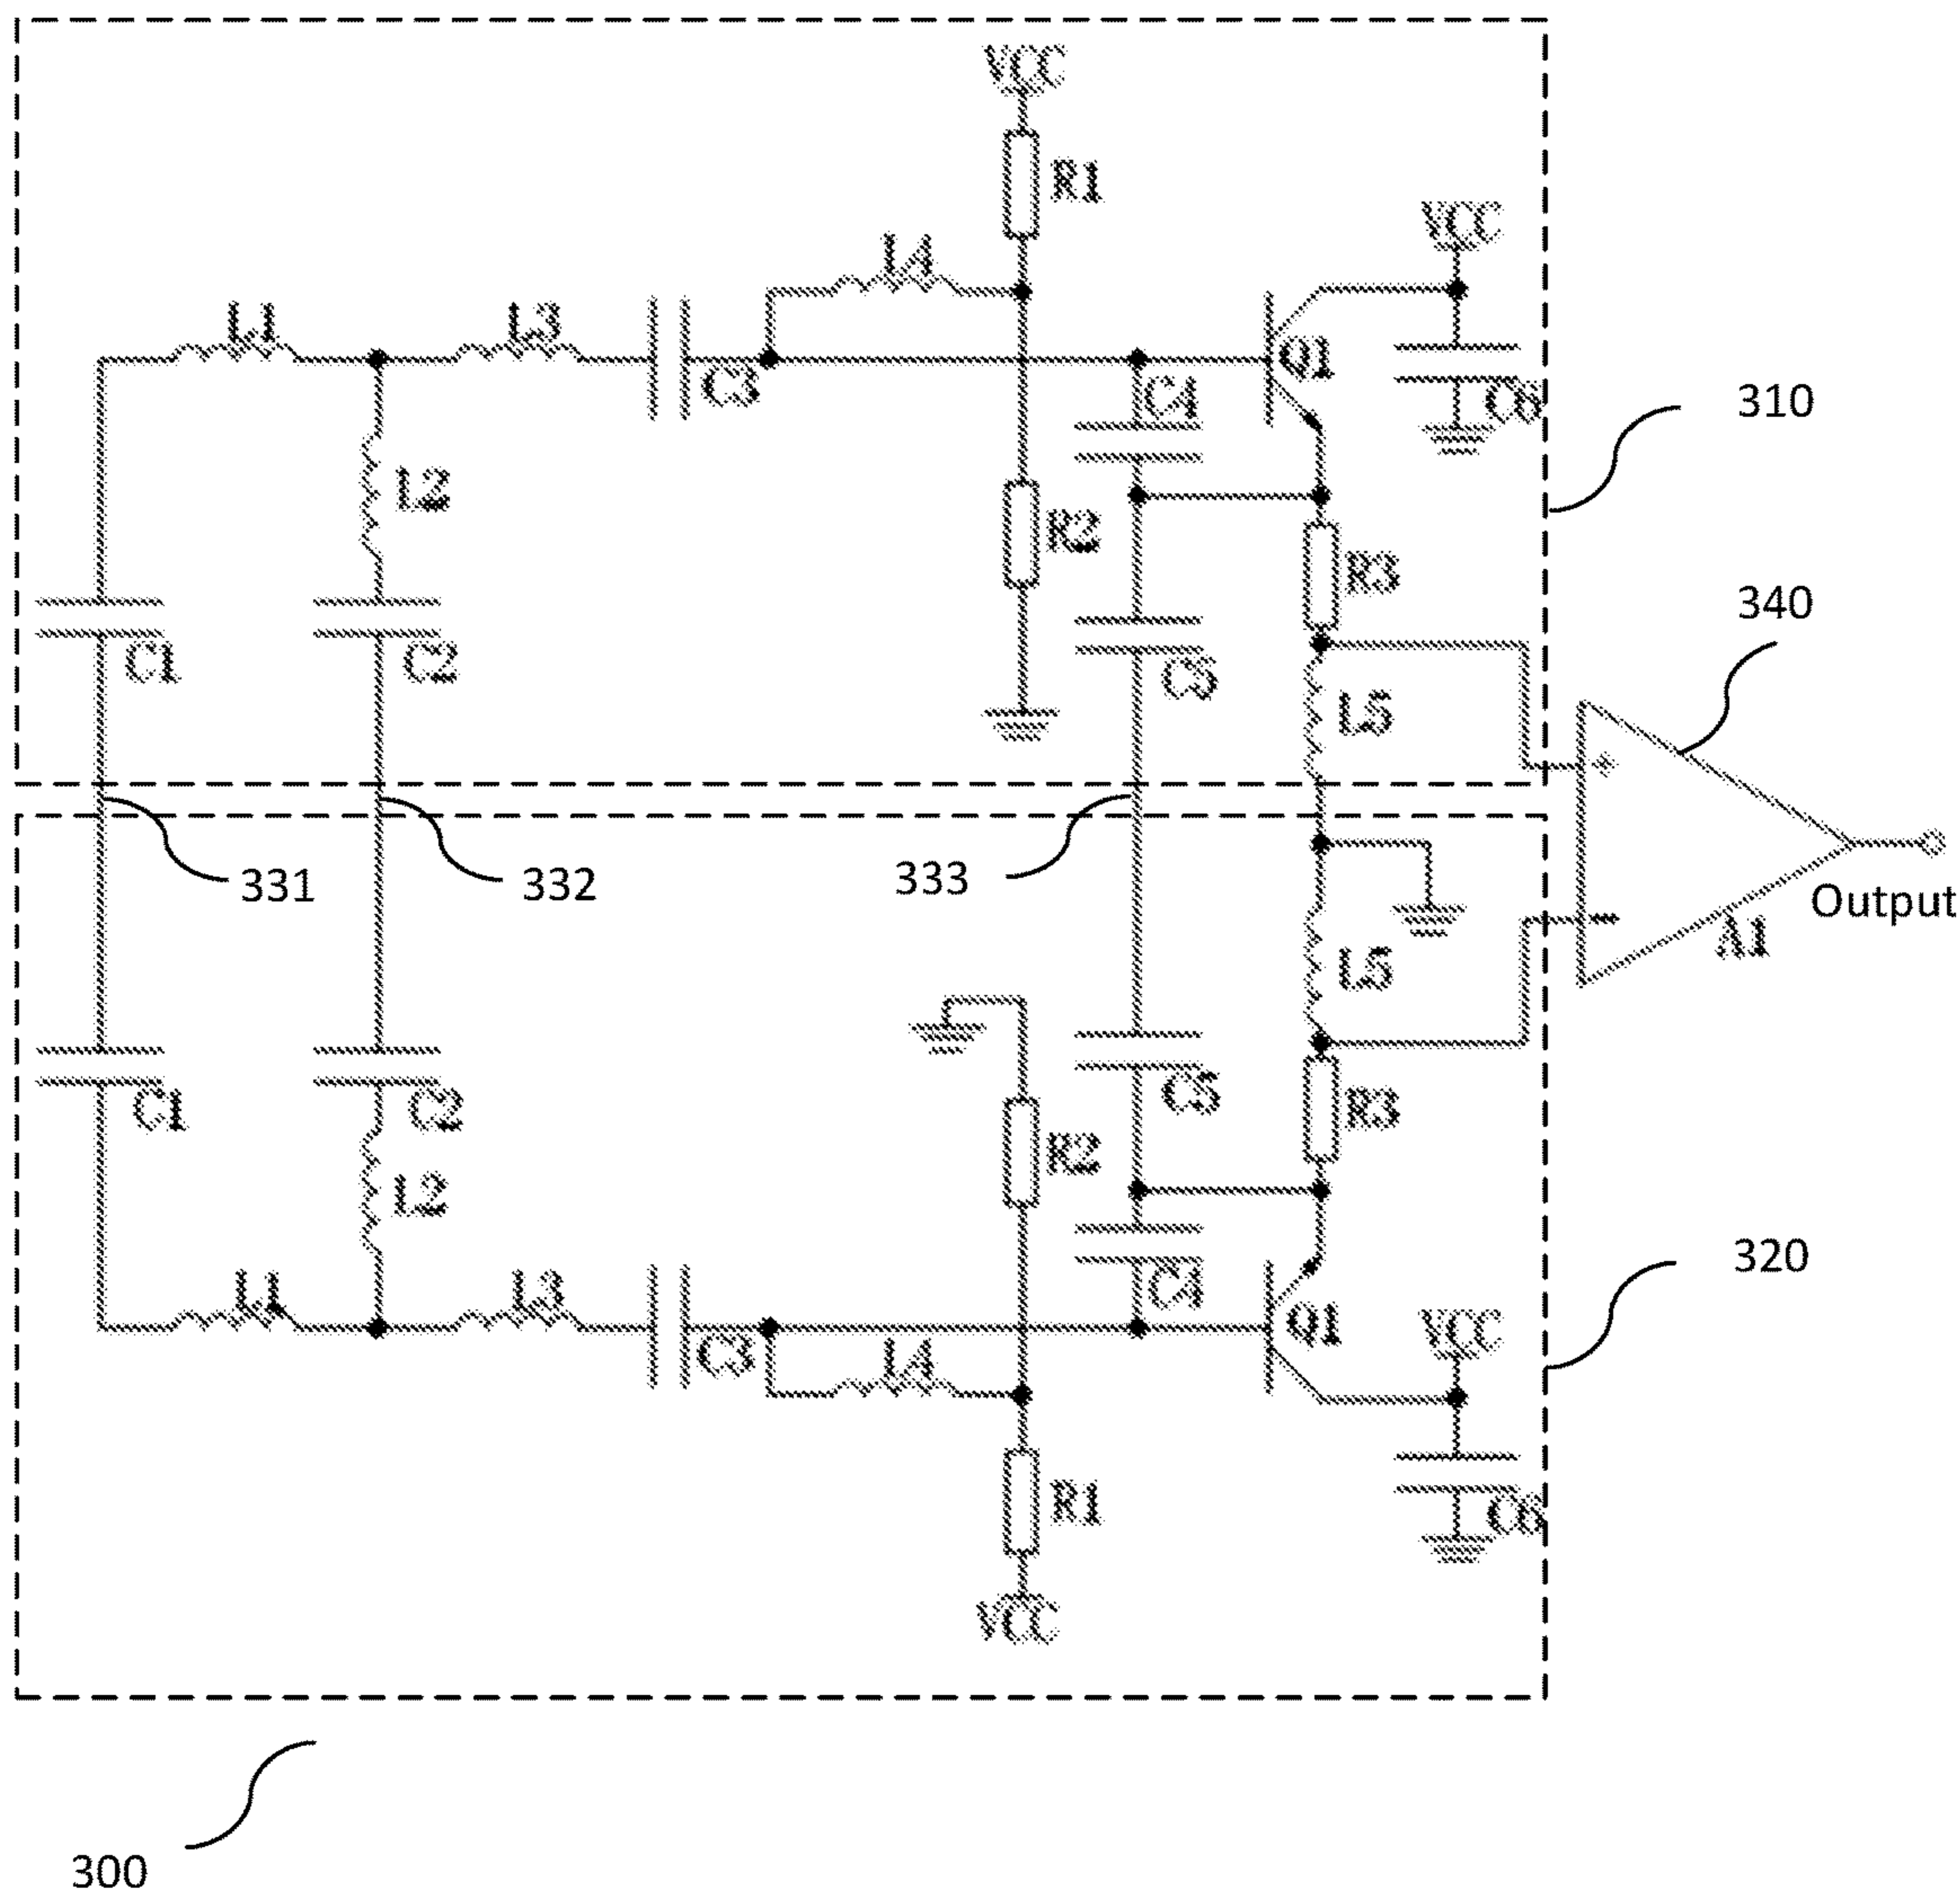 VCC
R1
VCC
L4
L1
L3
C3
C4
Q1
C6
310
L2
R2
R3
340
C1
C2
C5
L5
+
331
332
333
Output
-
A1
L5
C1
C2
C5
R3
R2
L2
320
L1
L3
C4
Q1
VCC
C3
L4
R1
C6
VCC
300